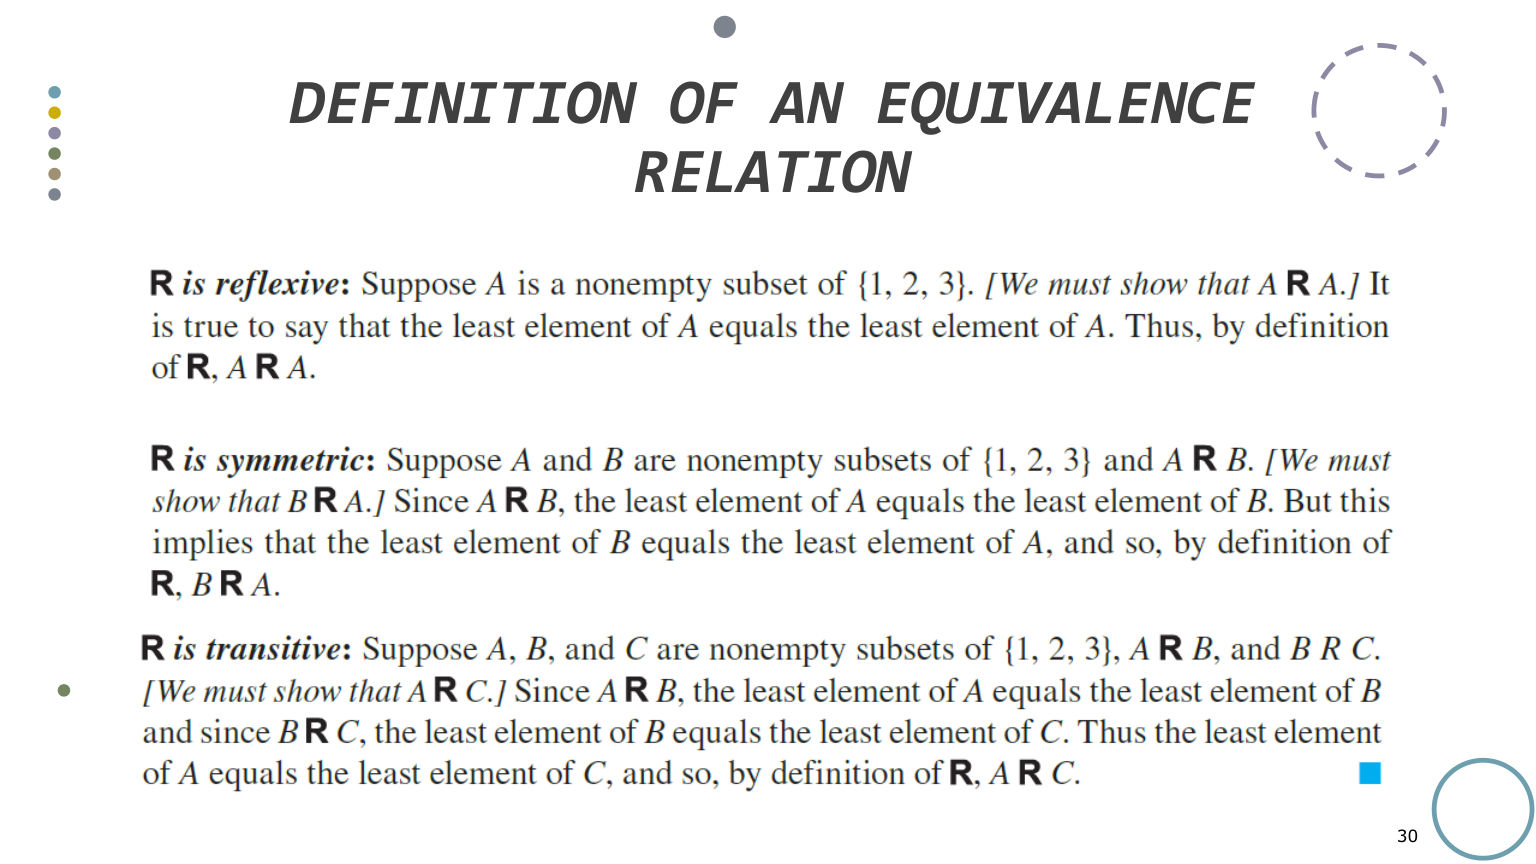 DEFINITION OF AN EQUIVALENCE
RELATION
R is reflexive: Suppose A is a nonempty subset of {1, 2, 3}. [We must show that A R A.] It
is true to say that the least element of A equals the least element of A. Thus, by definition
of R, A R A.
R is symmetric: Suppose A and B are nonempty subsets of {1, 2, 3} and A R B. [We must
show that B R A.] Since A R B, the least element of A equals the least element of B. But this
implies that the least element of B equals the least element of A, and so, by definition of
R, B R A.
R is transitive: Suppose A, B, and C are nonempty subsets of {1, 2, 3}, A R B, and B R C.
[We must show that A R C.] Since A R B, the least element of A equals the least element of B
and since B R C, the least element of B equals the least element of C. Thus the least element
of A equals the least element of C, and so, by definition of R, A R C.
30